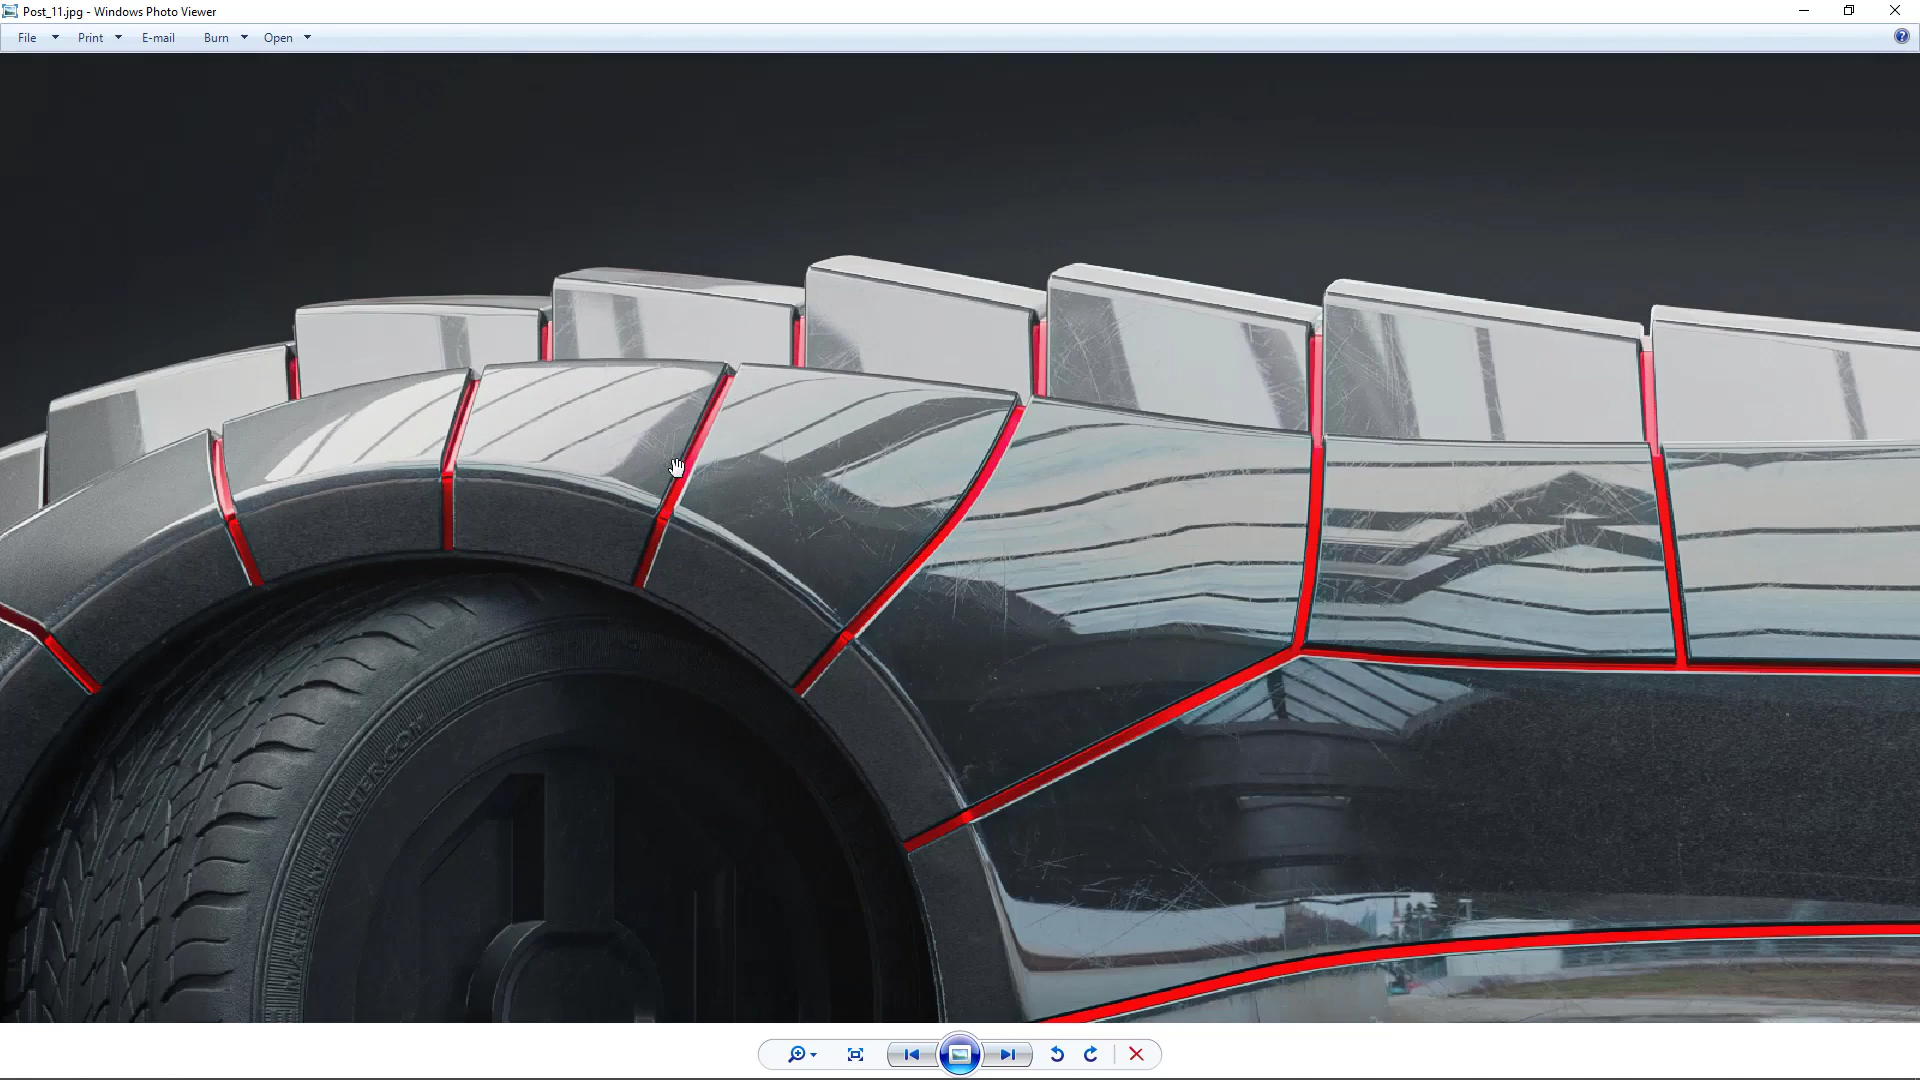 Post_11.jpg - Windows Photo Viewer
File Print E-mail Burn Open